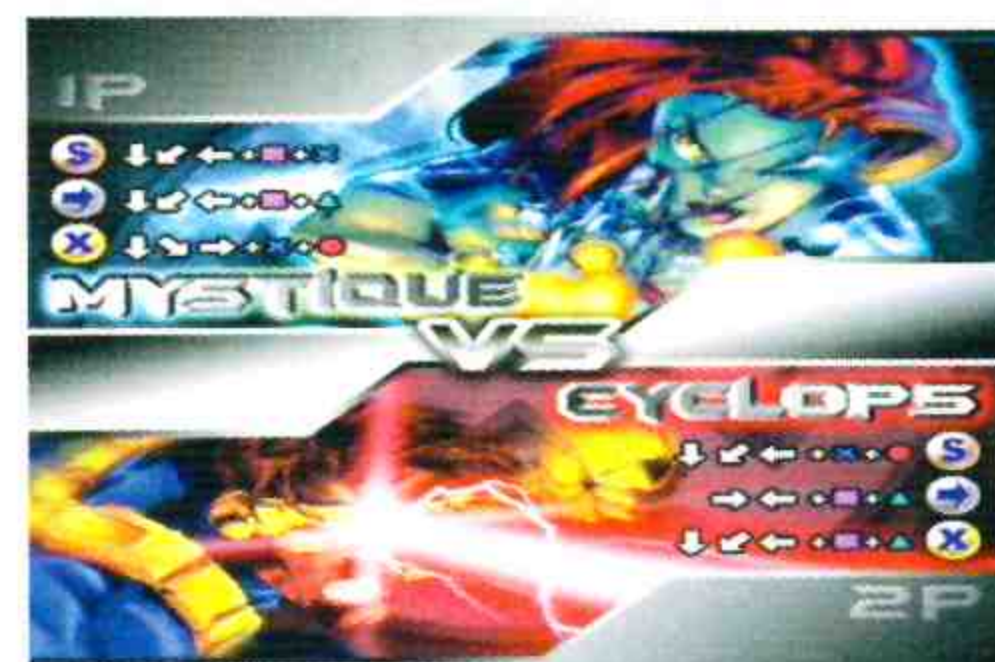 1P
S ↓ ↙ ← + ■ + ✕
→ ↓ ↙ ← + ■ + ▲
X ↓ ↘ → + ✕ + ●
MYSTIQUE
VS
CYCLOPS
↓ ↙ ← + ✕ + ● S
→ ← + ■ + ▲ →
↓ ↙ ← + ■ + ▲ X
2P